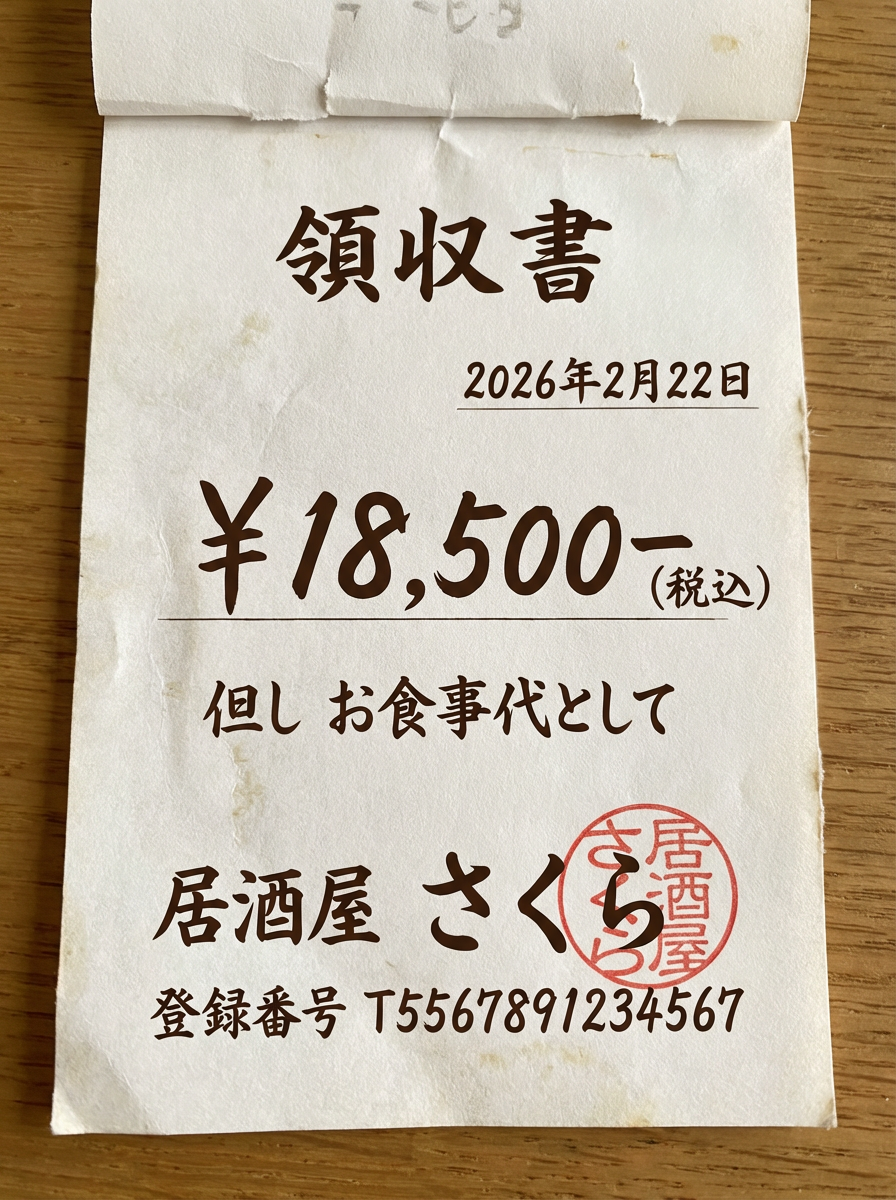 領収書
2026年2月22日
¥18,500-
(税込)
但し お食事代として
居酒屋 さくら
居酒屋
さくら
登録番号 T5567891234567